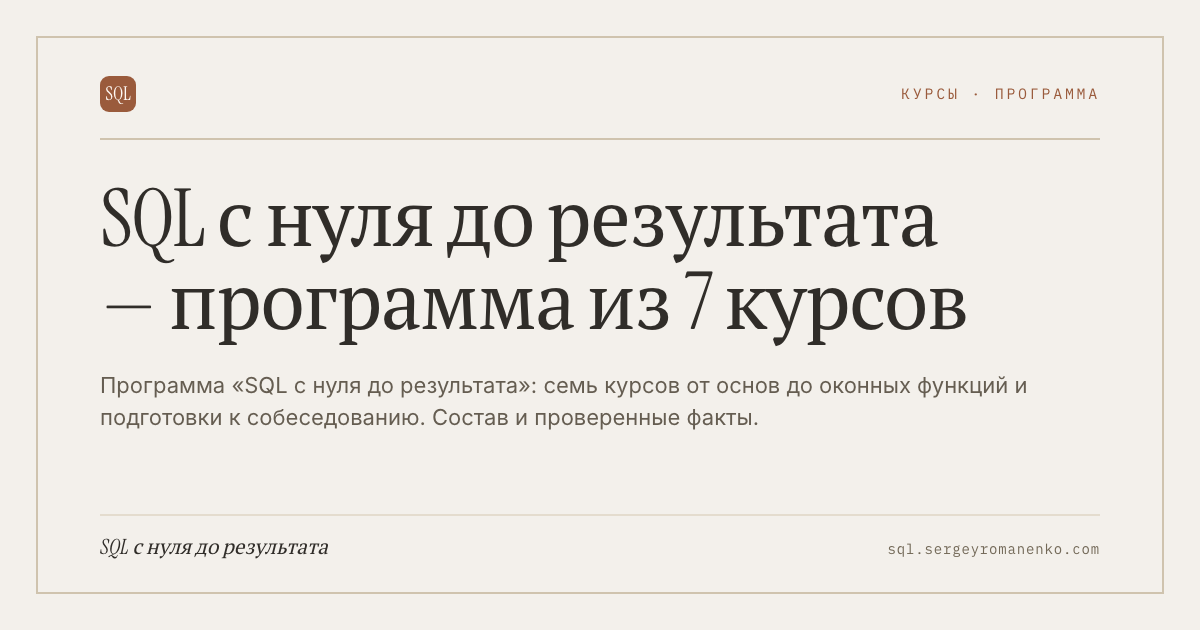 SQL
КУРСЫ · ПРОГРАММА
SQL с нуля до результата
— программа из 7 курсов
Программа «SQL с нуля до результата»: семь курсов от основ до оконных функций и
подготовки к собеседованию. Состав и проверенные факты.
SQL с нуля до результата
sql.sergeyromanenko.com